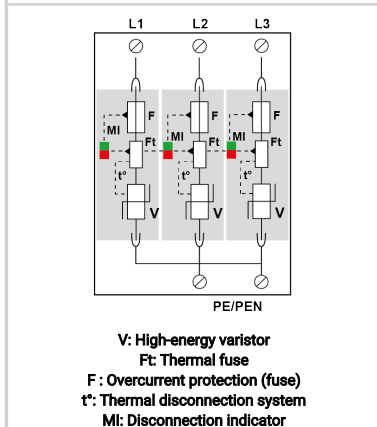 L1 L2 L3
F F F
MI MI MI
Ft Ft Ft
t° t° t°
V V V
PE/PEN
V: High-energy varistor
Ft: Thermal fuse
F : Overcurrent protection (fuse)
t°: Thermal disconnection system
MI: Disconnection indicator